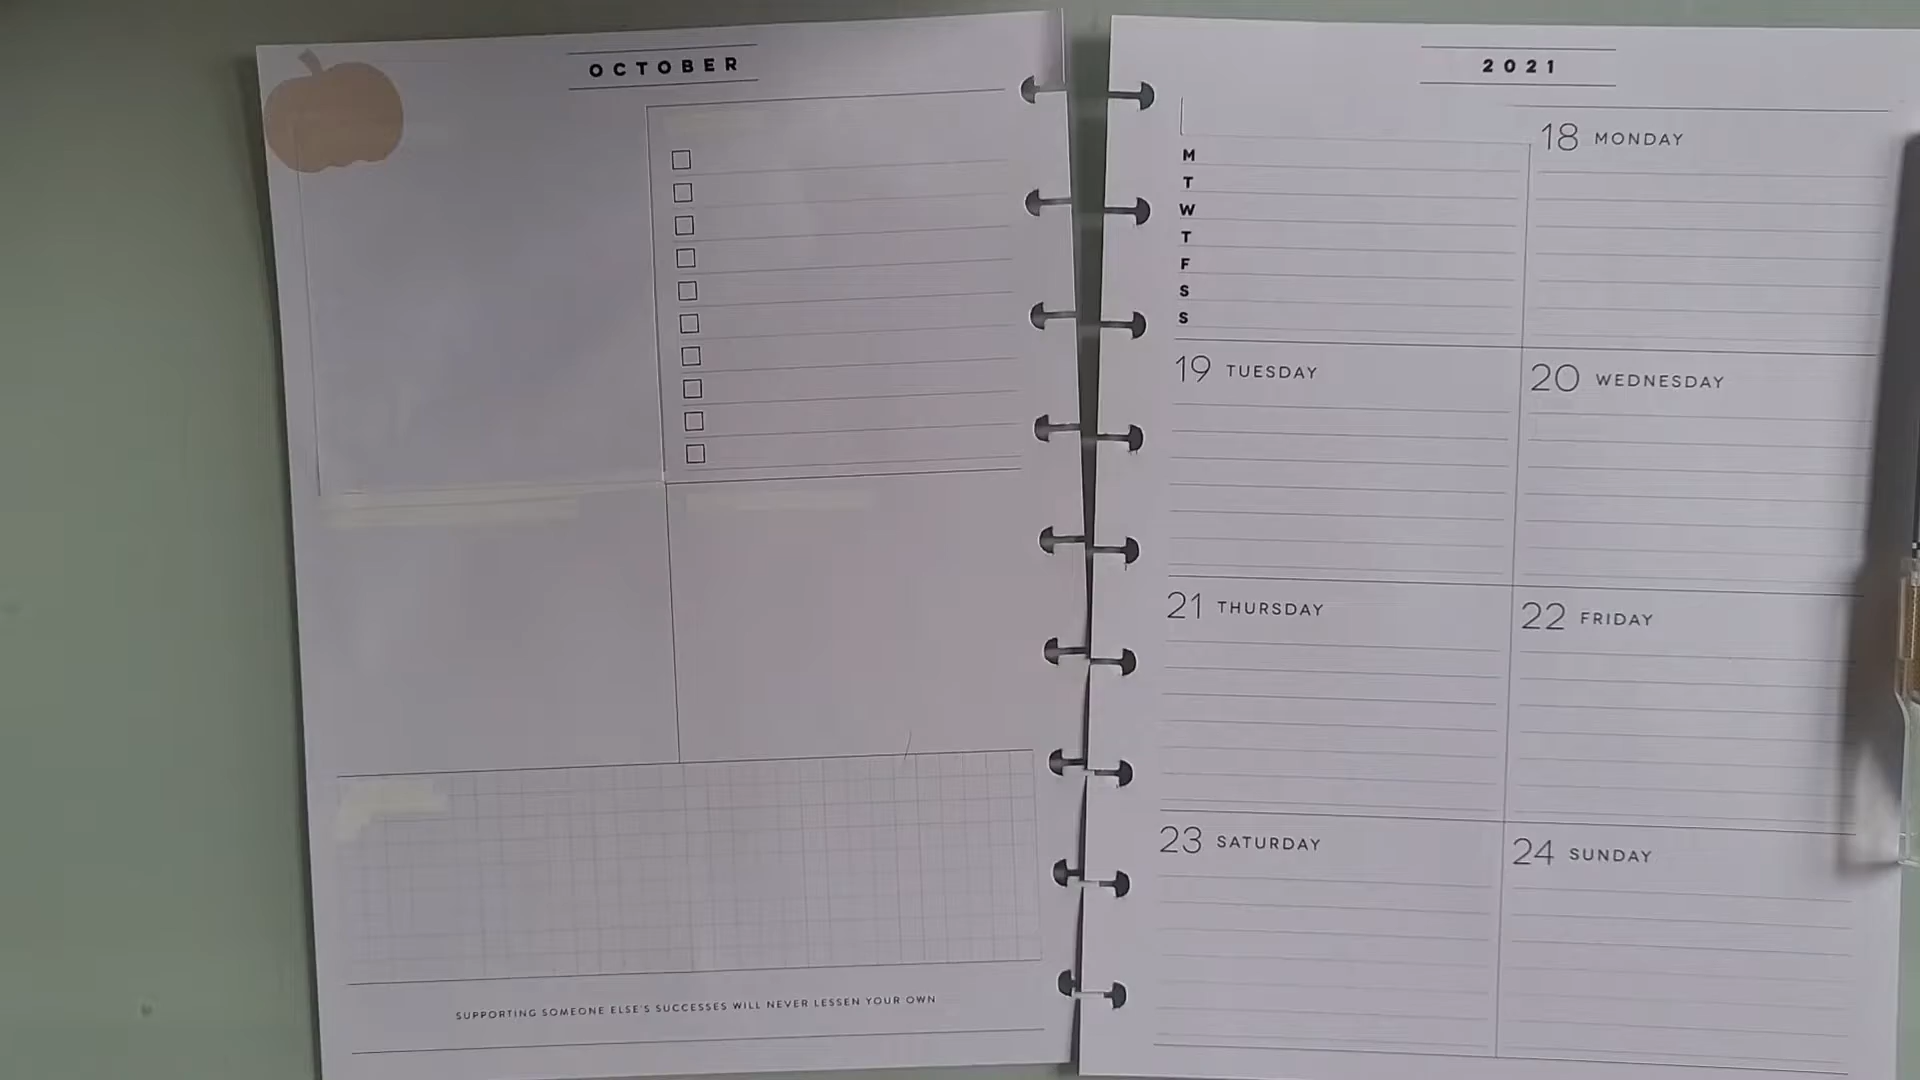 OCTOBER
SUPPORTING SOMEONE ELSE'S SUCCESSES WILL NEVER LESSEN YOUR OWN
2021
M
T
W
T
F
S
S
18 MONDAY
19 TUESDAY
20 WEDNESDAY
21 THURSDAY
22 FRIDAY
23 SATURDAY
24 SUNDAY